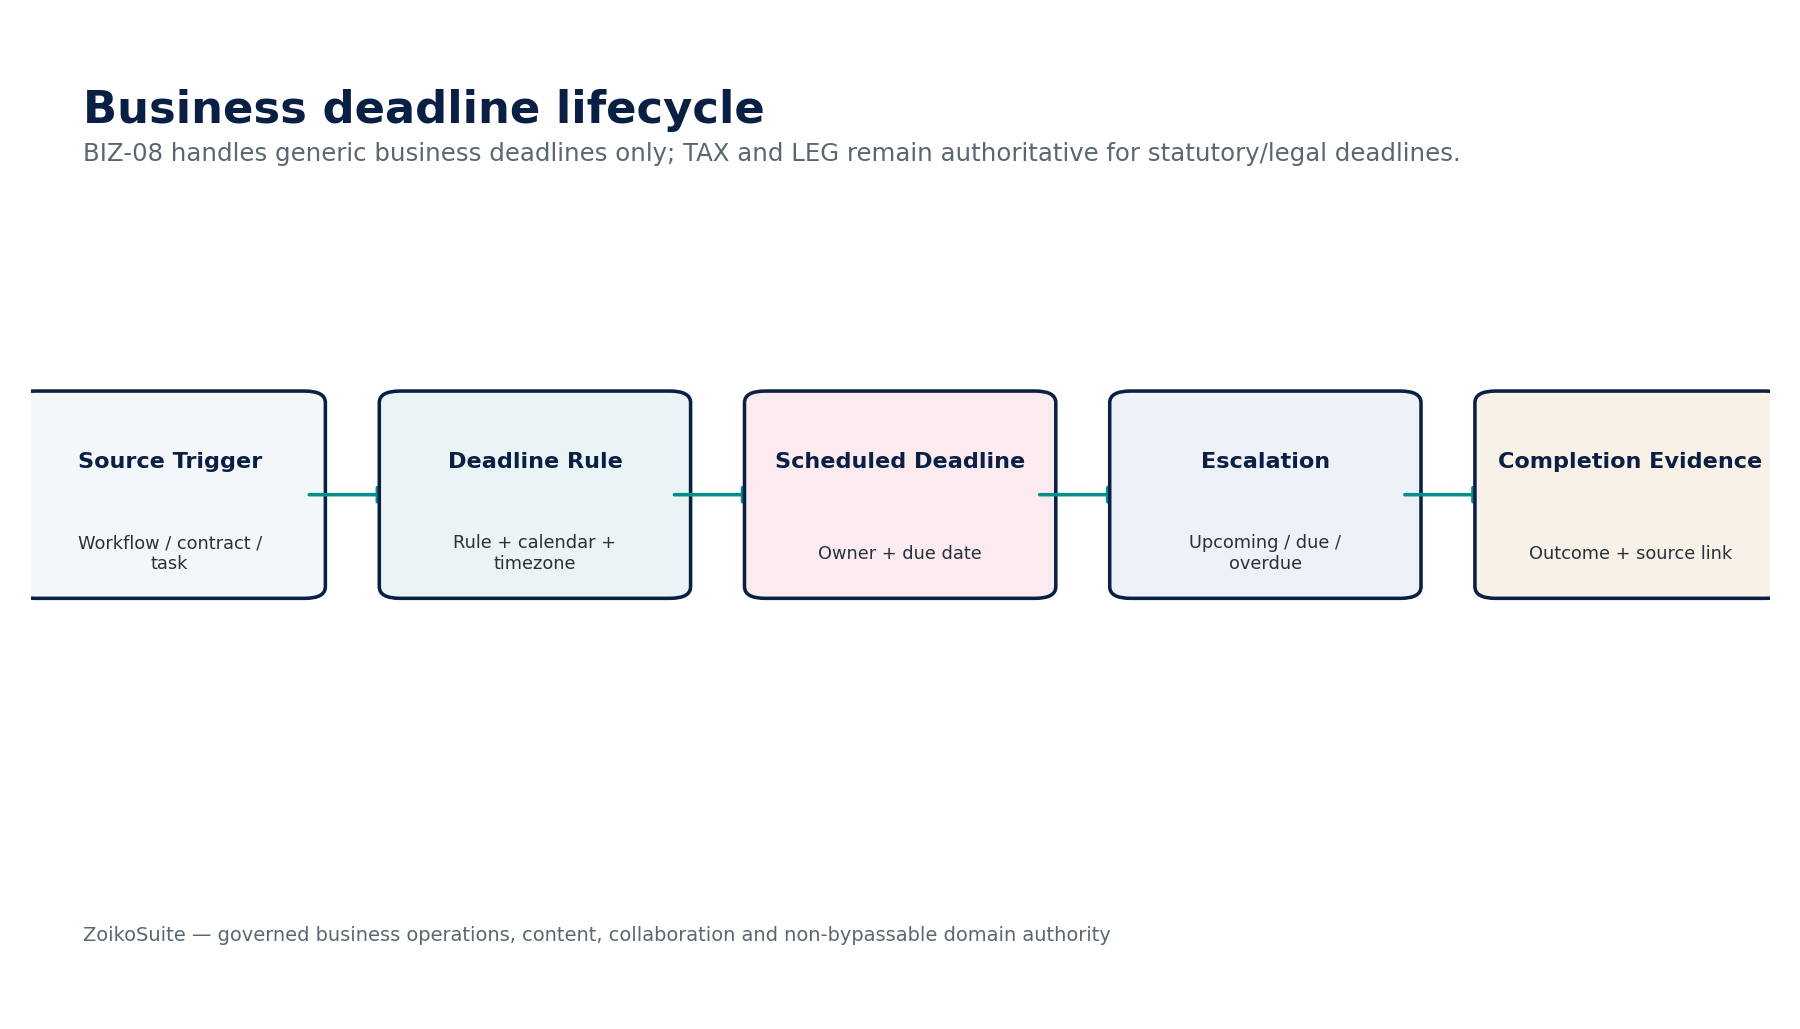 Business deadline lifecycle
BIZ-08 handles generic business deadlines only; TAX and LEG remain authoritative for statutory/legal deadlines.
Source Trigger
Workflow / contract /
task
Deadline Rule
Rule + calendar +
timezone
Scheduled Deadline
Owner + due date
Escalation
Upcoming / due /
overdue
Completion Evidence
Outcome + source link
ZoikoSuite — governed business operations, content, collaboration and non-bypassable domain authority